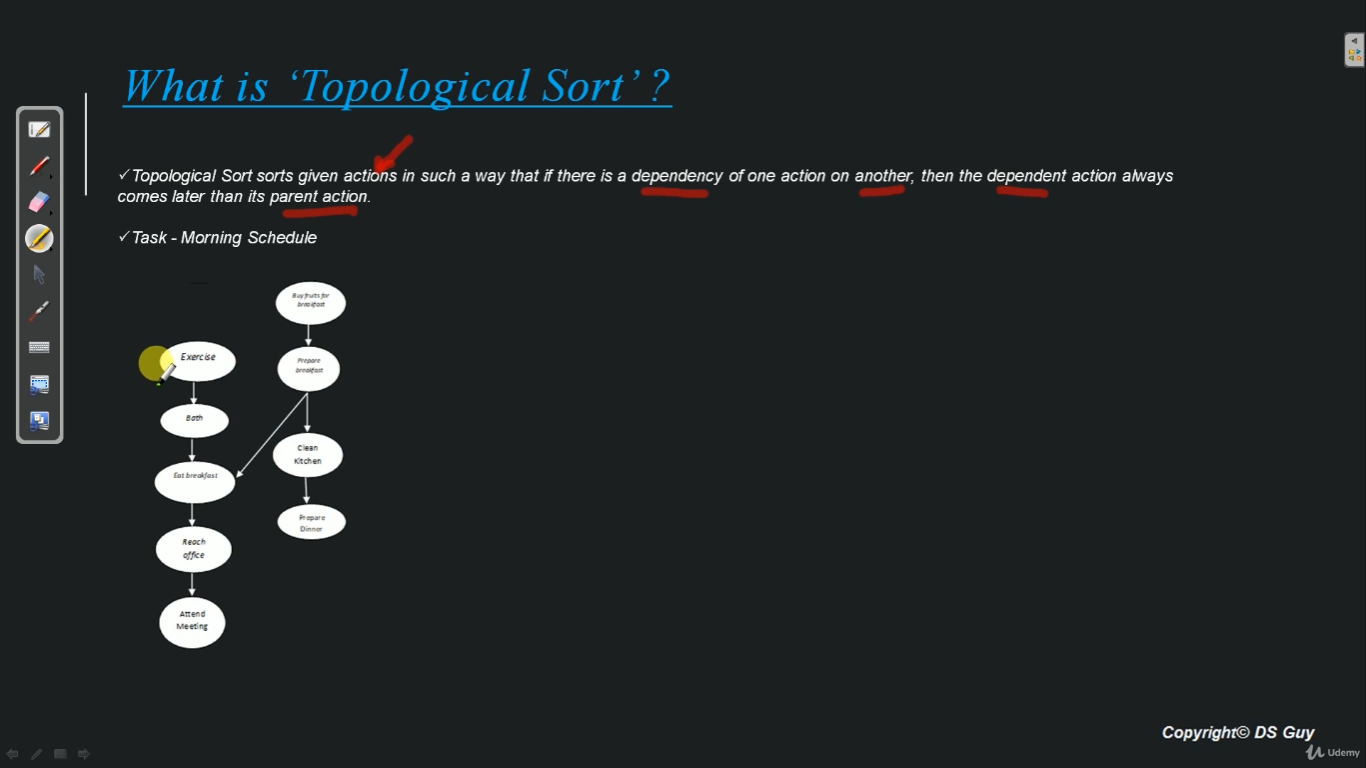 What is ‘Topological Sort’ ?
✓Topological Sort sorts given actions in such a way that if there is a dependency of one action on another, then the dependent action always
comes later than its parent action.
✓Task - Morning Schedule
Buy fruits for
breakfast
Exercise
Prepare
breakfast
Bath
Clean
Kitchen
Eat breakfast
Prepare
Dinner
Reach
office
Attend
Meeting
Copyright© DS Guy
Udemy